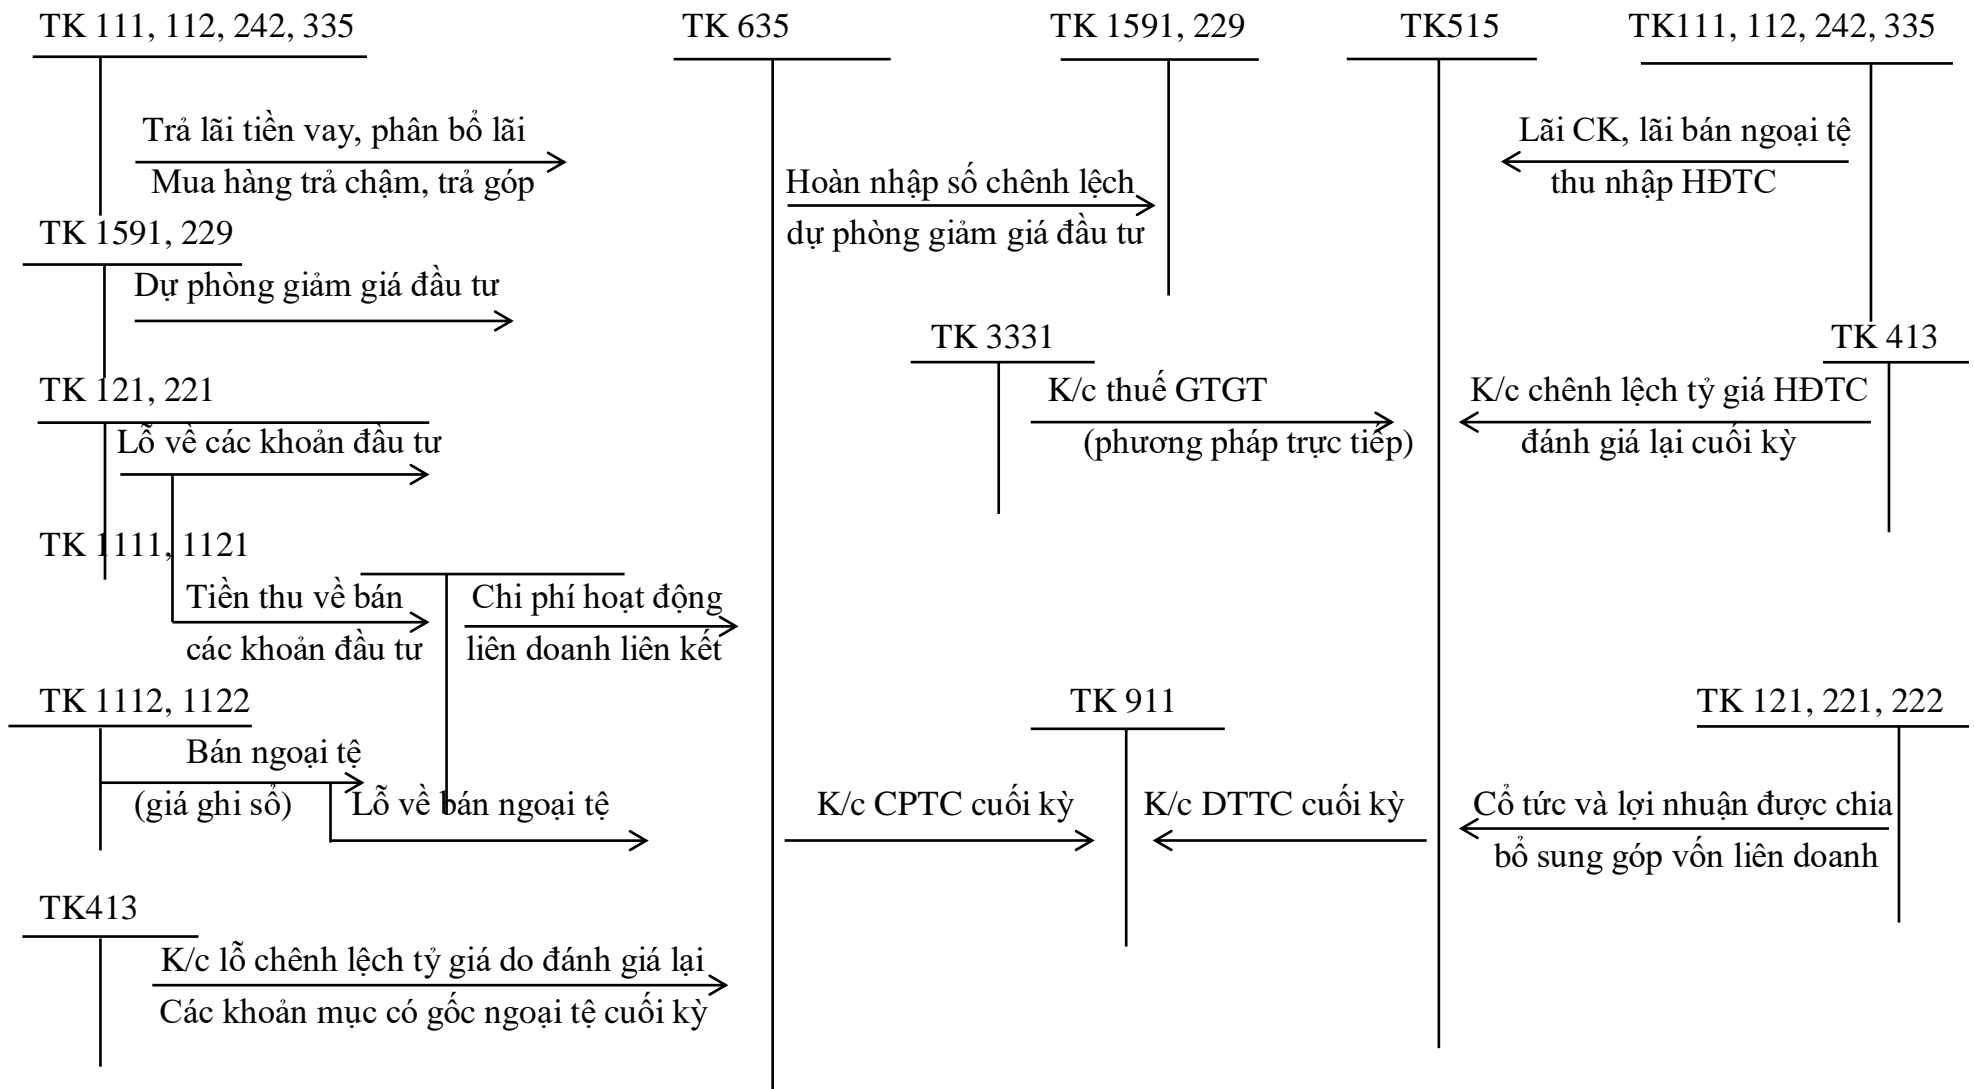 TK 111, 112, 242, 335
TK 635
TK 1591, 229
TK515
TK111, 112, 242, 335
Trả lãi tiền vay, phân bổ lãi
Mua hàng trả chậm, trả góp
Hoàn nhập số chênh lệch
dự phòng giảm giá đầu tư
Lãi CK, lãi bán ngoại tệ
thu nhập HĐTC
TK 1591, 229
Dự phòng giảm giá đầu tư
TK 3331
TK 413
K/c thuế GTGT
(phương pháp trực tiếp)
K/c chênh lệch tỷ giá HĐTC
đánh giá lại cuối kỳ
TK 121, 221
Lỗ về các khoản đầu tư
TK 1111, 1121
Tiền thu về bán
các khoản đầu tư
Chi phí hoạt động
liên doanh liên kết
TK 1112, 1122
TK 911
TK 121, 221, 222
Bán ngoại tệ
(giá ghi sổ)
Lỗ về bán ngoại tệ
K/c CPTC cuối kỳ
K/c DTTC cuối kỳ
Cổ tức và lợi nhuận được chia
bổ sung góp vốn liên doanh
TK413
K/c lỗ chênh lệch tỷ giá do đánh giá lại
Các khoản mục có gốc ngoại tệ cuối kỳ